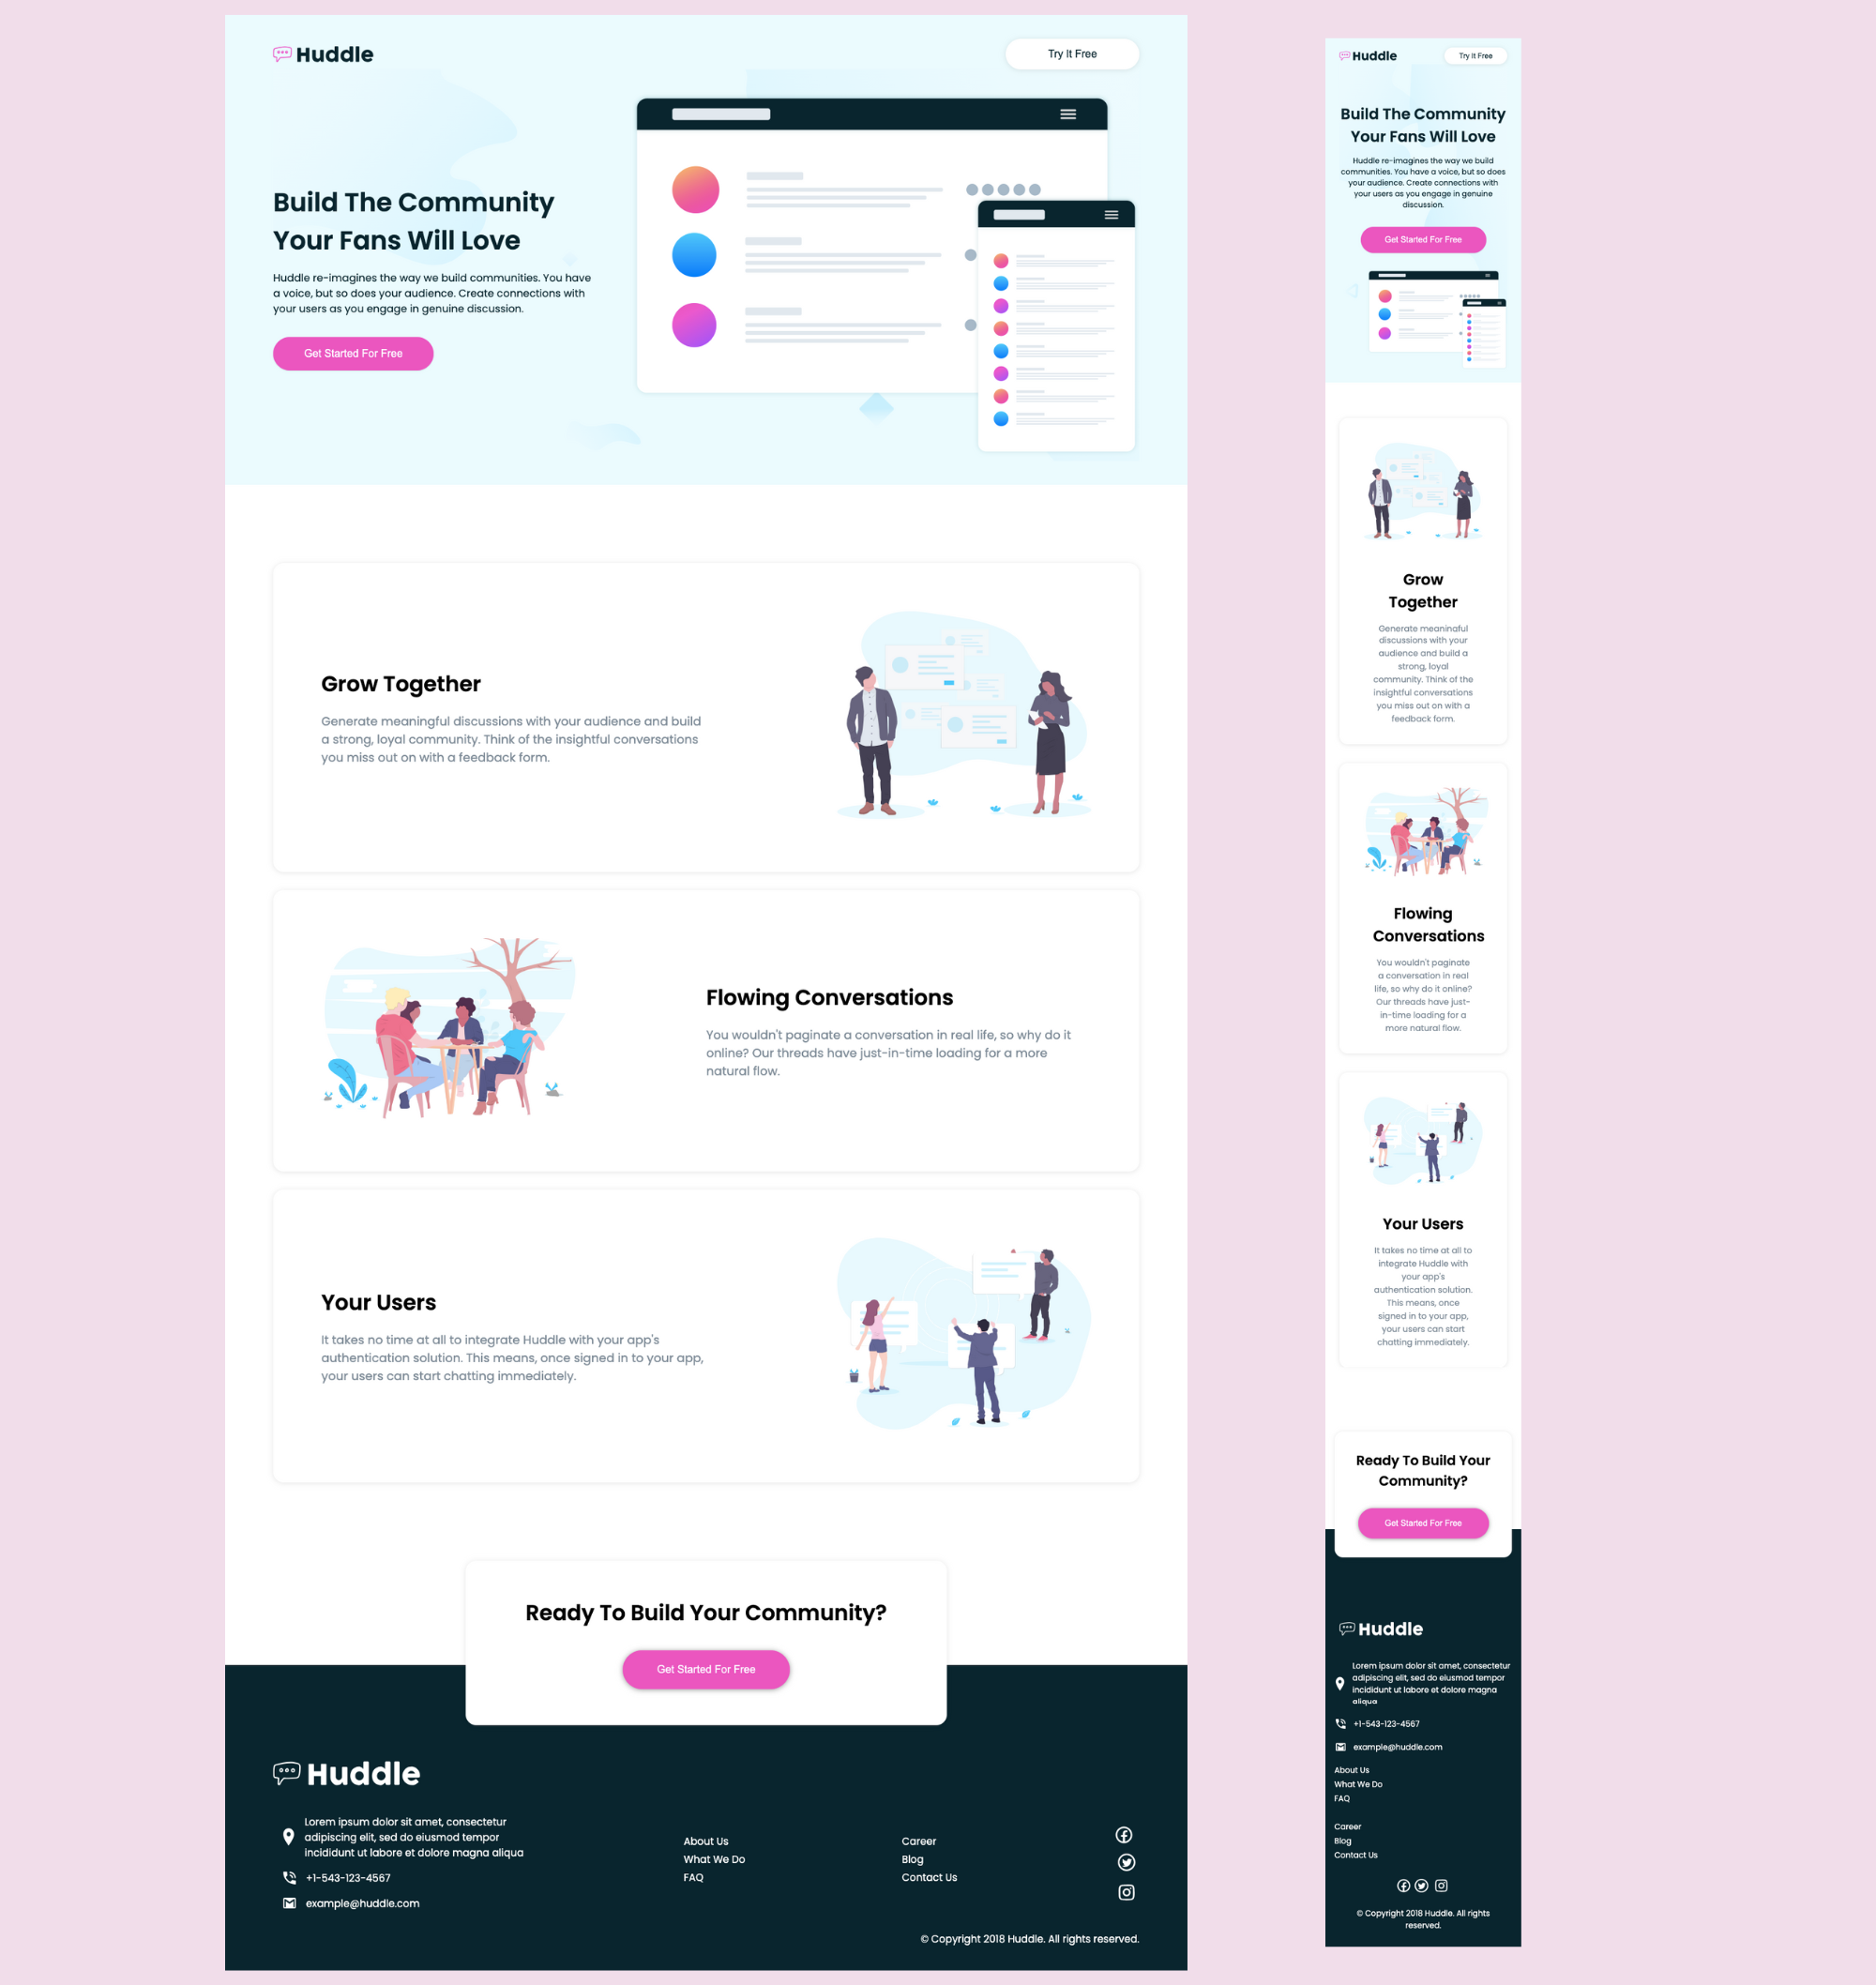 Huddle
Try It Free
Build The Community
Your Fans Will Love
Huddle re-imagines the way we build communities. You have
a voice, but so does your audience. Create connections with
your users as you engage in genuine discussion.
Get Started For Free
Grow Together
Generate meaningful discussions with your audience and build
a strong, loyal community. Think of the insightful conversations
you miss out on with a feedback form.
Flowing Conversations
You wouldn't paginate a conversation in real life, so why do it
online? Our threads have just-in-time loading for a more
natural flow.
Your Users
It takes no time at all to integrate Huddle with your app's
authentication solution. This means, once signed in to your app,
your users can start chatting immediately.
Ready To Build Your Community?
Get Started For Free
Huddle
Lorem ipsum dolor sit amet, consectetur
adipiscing elit, sed do eiusmod tempor
incididunt ut labore et dolore magna aliqua
+1-543-123-4567
example@huddle.com
About Us
What We Do
FAQ
Career
Blog
Contact Us
© Copyright 2018 Huddle. All rights reserved.
Huddle
Try It Free
Build The Community
Your Fans Will Love
Huddle re-imagines the way we build
communities. You have a voice, but so does
your audience. Create connections with
your users as you engage in genuine
discussion.
Get Started For Free
Grow
Together
Generate meaningful
discussions with your
audience and build a
strong, loyal
community. Think of the
insightful conversations
you miss out on with a
feedback form.
Flowing
Conversations
You wouldn't paginate
a conversation in real
life, so why do it online?
Our threads have just-
in-time loading for a
more natural flow.
Your Users
It takes no time at all to
integrate Huddle with
your app's
authentication solution.
This means, once
signed in to your app,
your users can start
chatting immediately.
Ready To Build Your
Community?
Get Started For Free
Huddle
Lorem ipsum dolor sit amet, consectetur
adipiscing elit, sed do eiusmod tempor
incididunt ut labore et dolore magna
aliqua
+1-543-123-4567
example@huddle.com
About Us
What We Do
FAQ
Career
Blog
Contact Us
© Copyright 2018 Huddle. All rights
reserved.